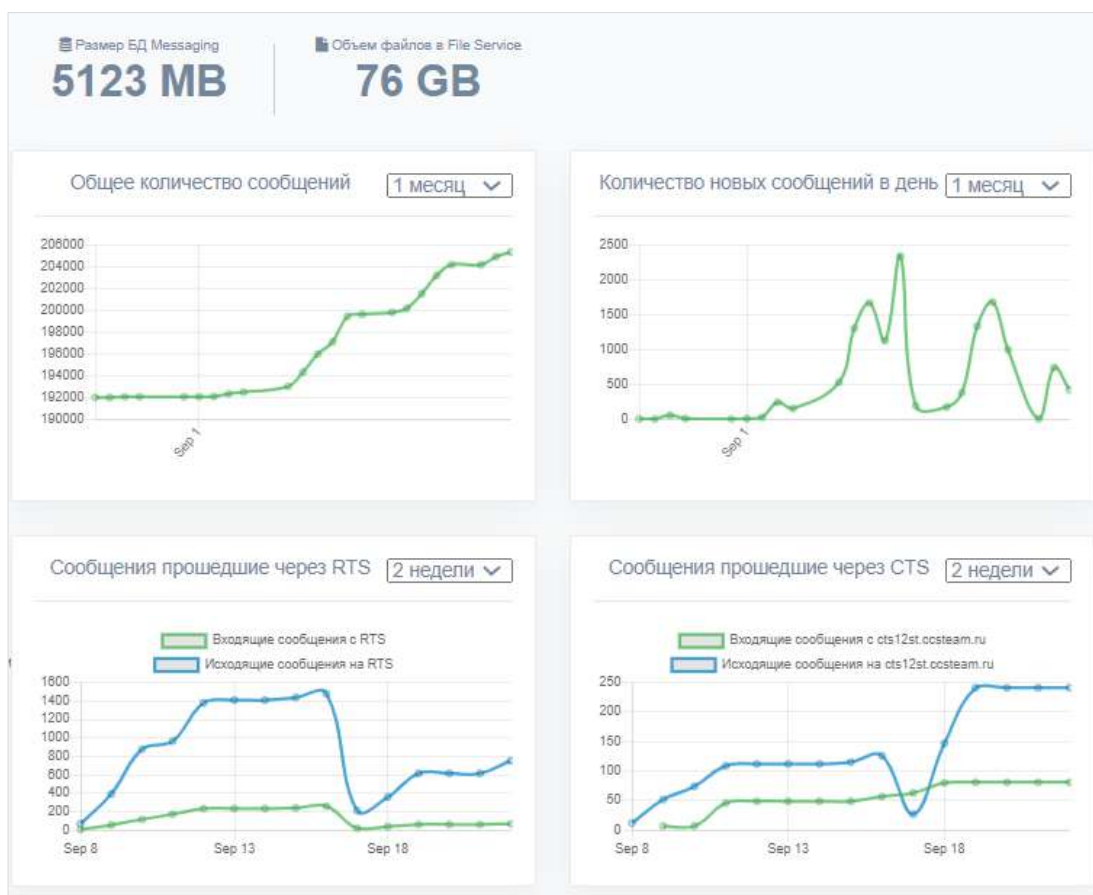 Размер БД Messaging
Объем файлов в File Service
5123 MB
76 GB
Общее количество сообщений
1 месяц
206000
204000
202000
200000
198000
196000
194000
192000
190000
Sep 1
Количество новых сообщений в день
1 месяц
2500
2000
1500
1000
500
0
Sep 1
Сообщения прошедшие через RTS
2 недели
Входящие сообщения с RTS
Исходящие сообщения на RTS
1600
1400
1200
1000
800
600
400
200
0
Sep 8
Sep 13
Sep 18
Сообщения прошедшие через CTS
2 недели
Входящие сообщения с cts12st.ccsteam.ru
Исходящие сообщения на cts12st.ccsteam.ru
250
200
150
100
50
0
Sep 8
Sep 13
Sep 18